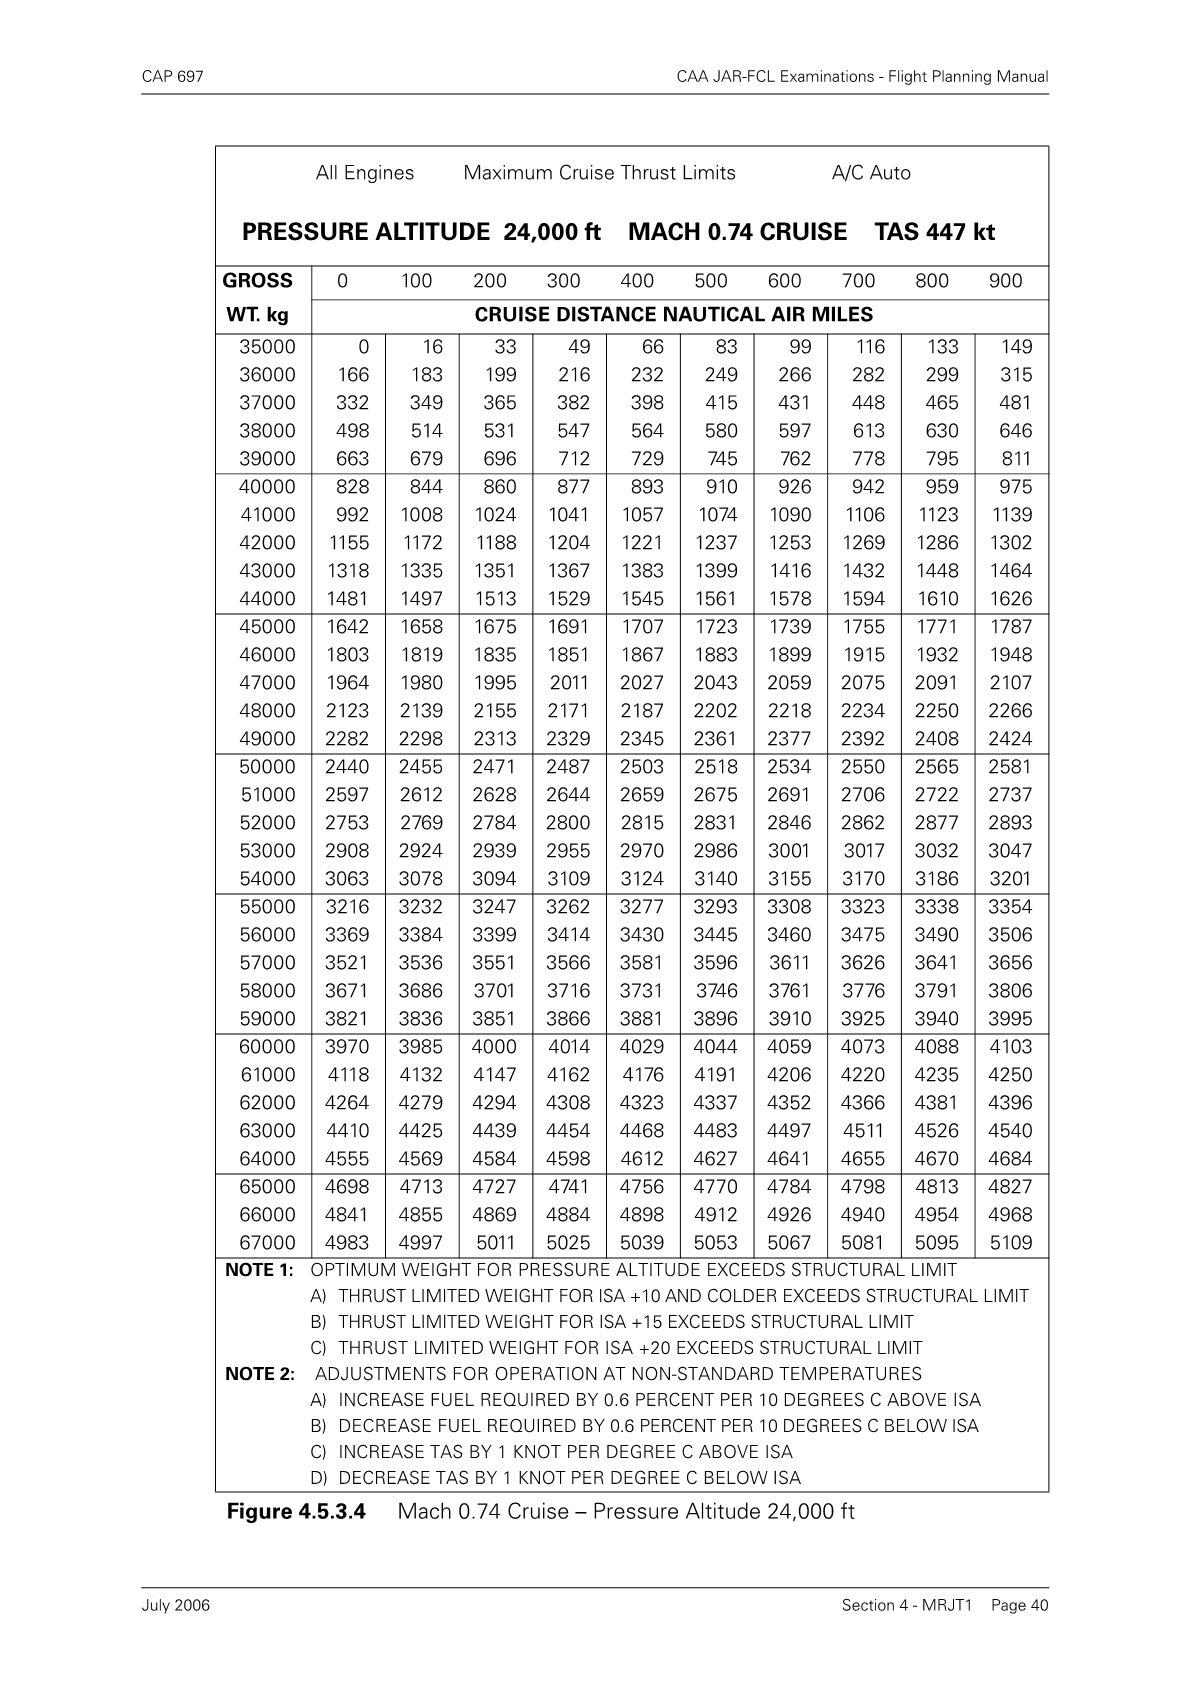 CAP 697 CAA JAR-FCL Examinations - Flight Planning Manual
All Engines Maximum Cruise Thrust Limits A/C Auto
PRESSURE ALTITUDE 24,000 ft MACH 0.74 CRUISE TAS 447 kt
GROSS 0 100 200 300 400 500 600 700 800 900
WT. kg CRUISE DISTANCE NAUTICAL AIR MILES
35000 0 16 33 49 66 83 99 116 133 149
36000 166 183 199 216 232 249 266 282 299 315
37000 332 349 365 382 398 415 431 448 465 481
38000 498 514 531 547 564 580 597 613 630 646
39000 663 679 696 712 729 745 762 778 795 811
40000 828 844 860 877 893 910 926 942 959 975
41000 992 1008 1024 1041 1057 1074 1090 1106 1123 1139
42000 1155 1172 1188 1204 1221 1237 1253 1269 1286 1302
43000 1318 1335 1351 1367 1383 1399 1416 1432 1448 1464
44000 1481 1497 1513 1529 1545 1561 1578 1594 1610 1626
45000 1642 1658 1675 1691 1707 1723 1739 1755 1771 1787
46000 1803 1819 1835 1851 1867 1883 1899 1915 1932 1948
47000 1964 1980 1995 2011 2027 2043 2059 2075 2091 2107
48000 2123 2139 2155 2171 2187 2202 2218 2234 2250 2266
49000 2282 2298 2313 2329 2345 2361 2377 2392 2408 2424
50000 2440 2455 2471 2487 2503 2518 2534 2550 2565 2581
51000 2597 2612 2628 2644 2659 2675 2691 2706 2722 2737
52000 2753 2769 2784 2800 2815 2831 2846 2862 2877 2893
53000 2908 2924 2939 2955 2970 2986 3001 3017 3032 3047
54000 3063 3078 3094 3109 3124 3140 3155 3170 3186 3201
55000 3216 3232 3247 3262 3277 3293 3308 3323 3338 3354
56000 3369 3384 3399 3414 3430 3445 3460 3475 3490 3506
57000 3521 3536 3551 3566 3581 3596 3611 3626 3641 3656
58000 3671 3686 3701 3716 3731 3746 3761 3776 3791 3806
59000 3821 3836 3851 3866 3881 3896 3910 3925 3940 3995
60000 3970 3985 4000 4014 4029 4044 4059 4073 4088 4103
61000 4118 4132 4147 4162 4176 4191 4206 4220 4235 4250
62000 4264 4279 4294 4308 4323 4337 4352 4366 4381 4396
63000 4410 4425 4439 4454 4468 4483 4497 4511 4526 4540
64000 4555 4569 4584 4598 4612 4627 4641 4655 4670 4684
65000 4698 4713 4727 4741 4756 4770 4784 4798 4813 4827
66000 4841 4855 4869 4884 4898 4912 4926 4940 4954 4968
67000 4983 4997 5011 5025 5039 5053 5067 5081 5095 5109
NOTE 1: OPTIMUM WEIGHT FOR PRESSURE ALTITUDE EXCEEDS STRUCTURAL LIMIT
A) THRUST LIMITED WEIGHT FOR ISA +10 AND COLDER EXCEEDS STRUCTURAL LIMIT
B) THRUST LIMITED WEIGHT FOR ISA +15 EXCEEDS STRUCTURAL LIMIT
C) THRUST LIMITED WEIGHT FOR ISA +20 EXCEEDS STRUCTURAL LIMIT
NOTE 2: ADJUSTMENTS FOR OPERATION AT NON-STANDARD TEMPERATURES
A) INCREASE FUEL REQUIRED BY 0.6 PERCENT PER 10 DEGREES C ABOVE ISA
B) DECREASE FUEL REQUIRED BY 0.6 PERCENT PER 10 DEGREES C BELOW ISA
C) INCREASE TAS BY 1 KNOT PER DEGREE C ABOVE ISA
D) DECREASE TAS BY 1 KNOT PER DEGREE C BELOW ISA
Figure 4.5.3.4 Mach 0.74 Cruise – Pressure Altitude 24,000 ft
July 2006 Section 4 - MRJT1 Page 40